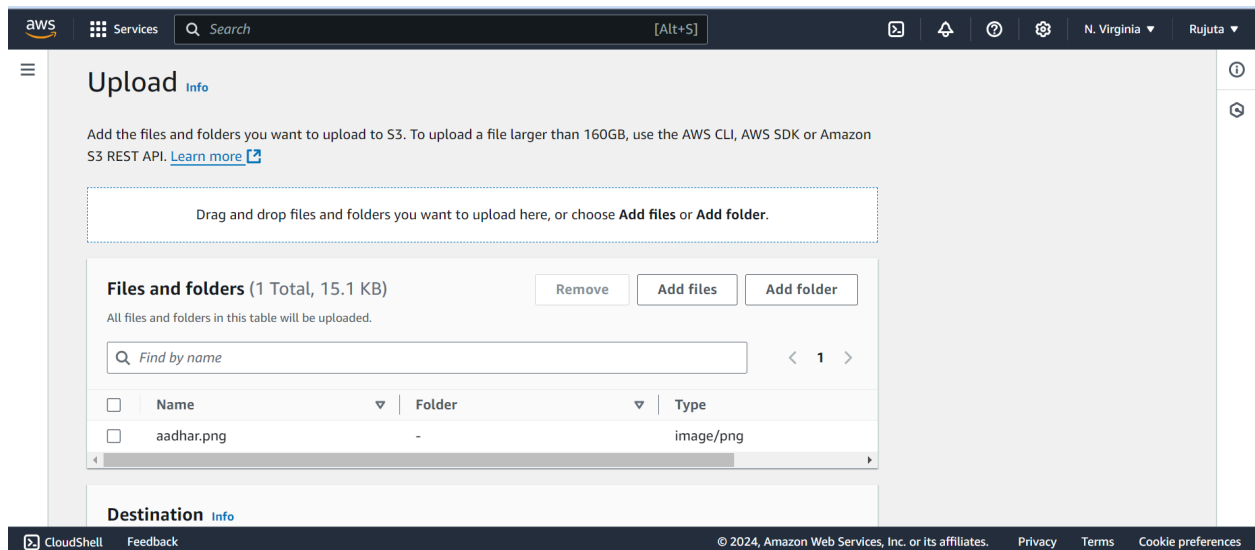 aws Services Search [Alt+S] N. Virginia Rujuta
Upload Info
Add the files and folders you want to upload to S3. To upload a file larger than 160GB, use the AWS CLI, AWS SDK or Amazon
S3 REST API. Learn more
Drag and drop files and folders you want to upload here, or choose Add files or Add folder.
Files and folders (1 Total, 15.1 KB) Remove Add files Add folder
All files and folders in this table will be uploaded.
Find by name 1
Name Folder Type
aadhar.png - image/png
Destination Info
CloudShell Feedback © 2024, Amazon Web Services, Inc. or its affiliates. Privacy Terms Cookie preferences